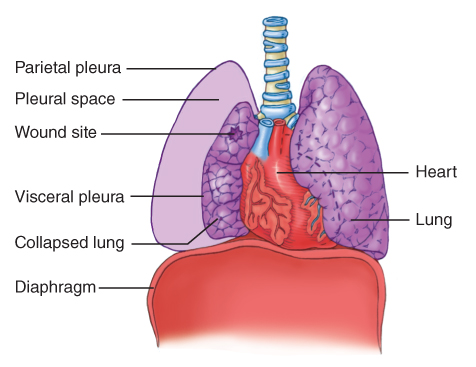 Parietal pleura
Pleural space
Wound site
Visceral pleura
Collapsed lung
Diaphragm
Heart
Lung